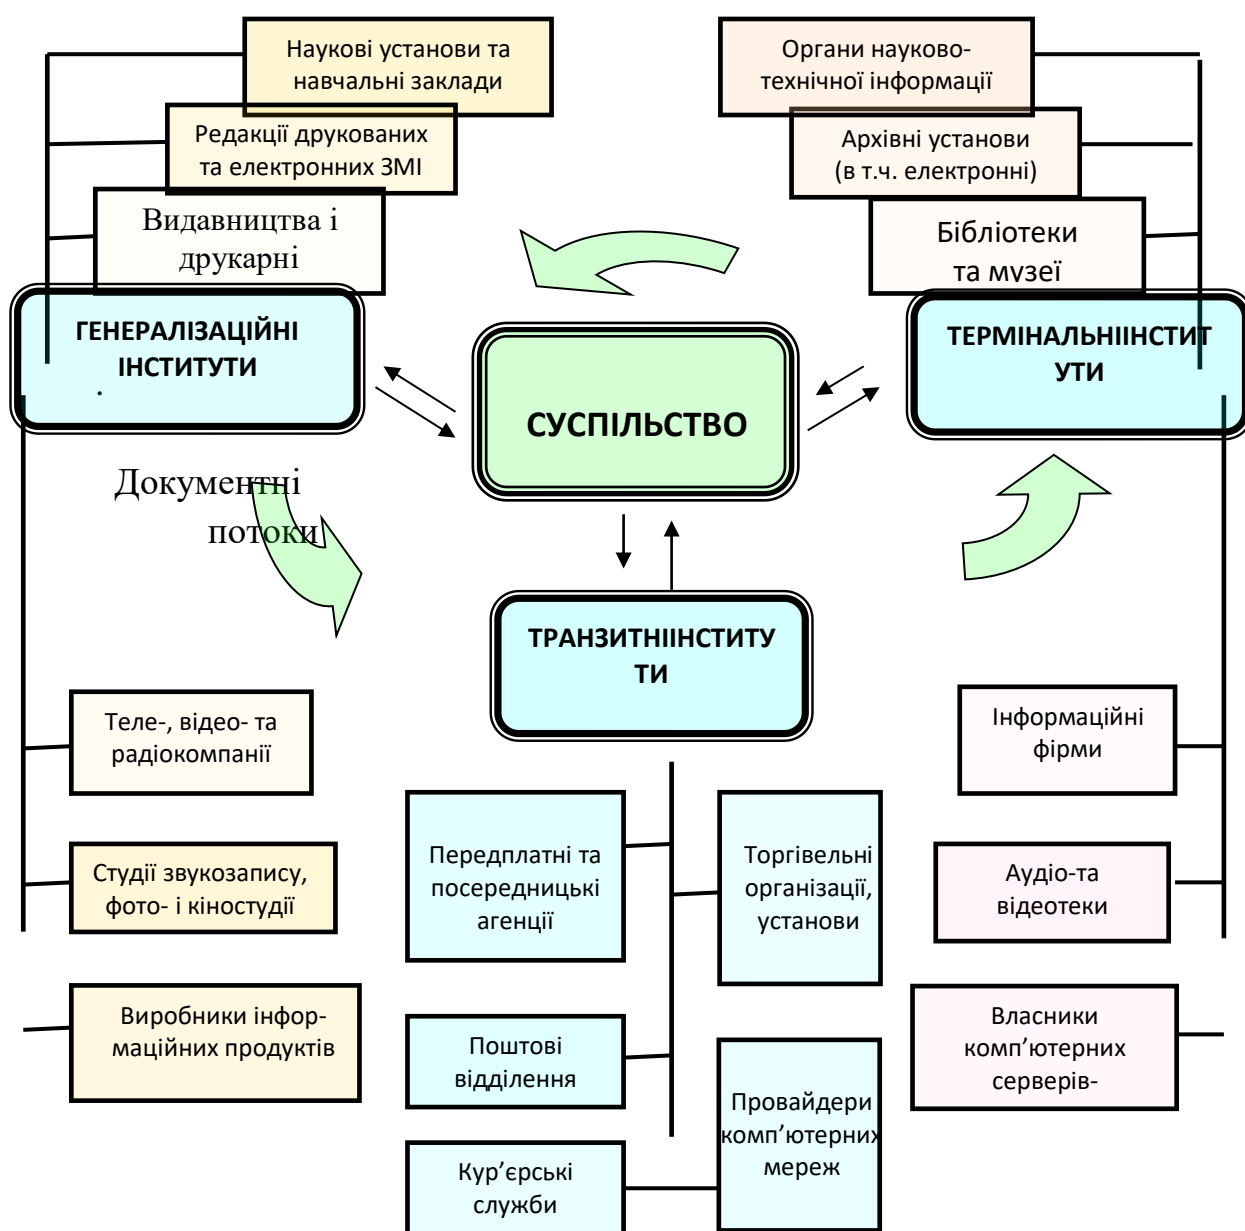 Наукові установи та
навчальні заклади
Редакції друкованих
та електронних ЗМІ
Видавництва і
друкарні
ГЕНЕРАЛІЗАЦІЙНІ
ІНСТИТУТИ
.
Органи науково-
технічної інформації
Архівні установи
(в т.ч. електронні)
Бібліотеки
та музеї
ТЕРМІНАЛЬНІІНСТИТ
УТИ
СУСПІЛЬСТВО
Документні
потоки
ТРАНЗИТНІІНСТИТУ
ТИ
Теле-, відео- та
радіокомпанії
Студії звукозапису,
фото- і кіностудії
Виробники інфор-
маційних продуктів
Передплатні та
посередницькі
агенції
Поштові
відділення
Кур’єрські
служби
Торгівельні
організації,
установи
Провайдери
комп’ютерних
мереж
Інформаційні
фірми
Аудіо-та
відеотеки
Власники
комп’ютерних
серверів-